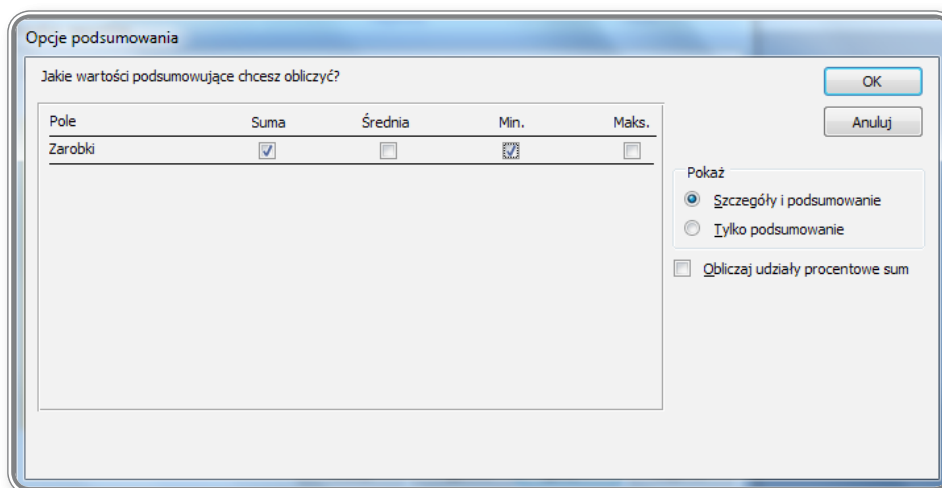 Opcje podsumowania
Jakie wartości podsumowujące chcesz obliczyć?
OK
Anuluj
Pole Suma Średnia Min. Maks.
Zarobki
Pokaż
Szczegóły i podsumowanie
Tylko podsumowanie
Obliczaj udziały procentowe sum